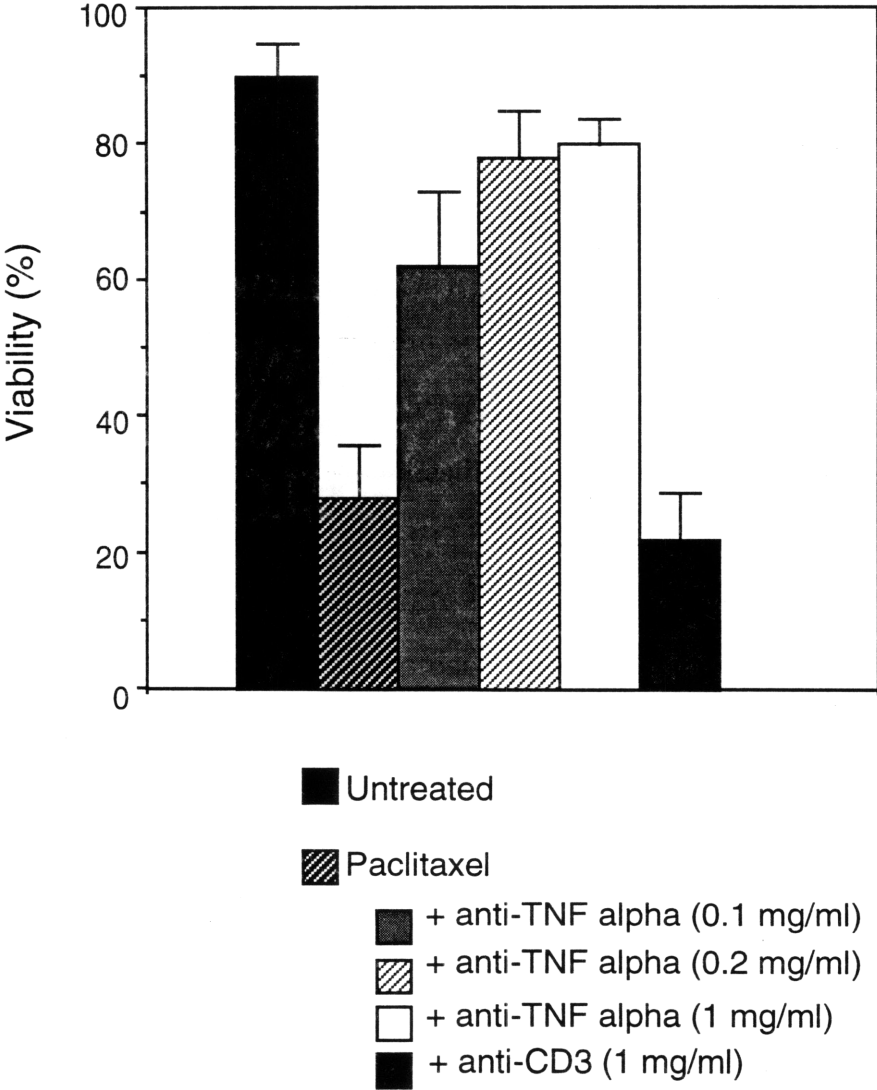 100
80
60
40
20
0
Viability (%)
Untreated
Paclitaxel
+ anti-TNF alpha (0.1 mg/ml)
+ anti-TNF alpha (0.2 mg/ml)
+ anti-TNF alpha (1 mg/ml)
+ anti-CD3 (1 mg/ml)